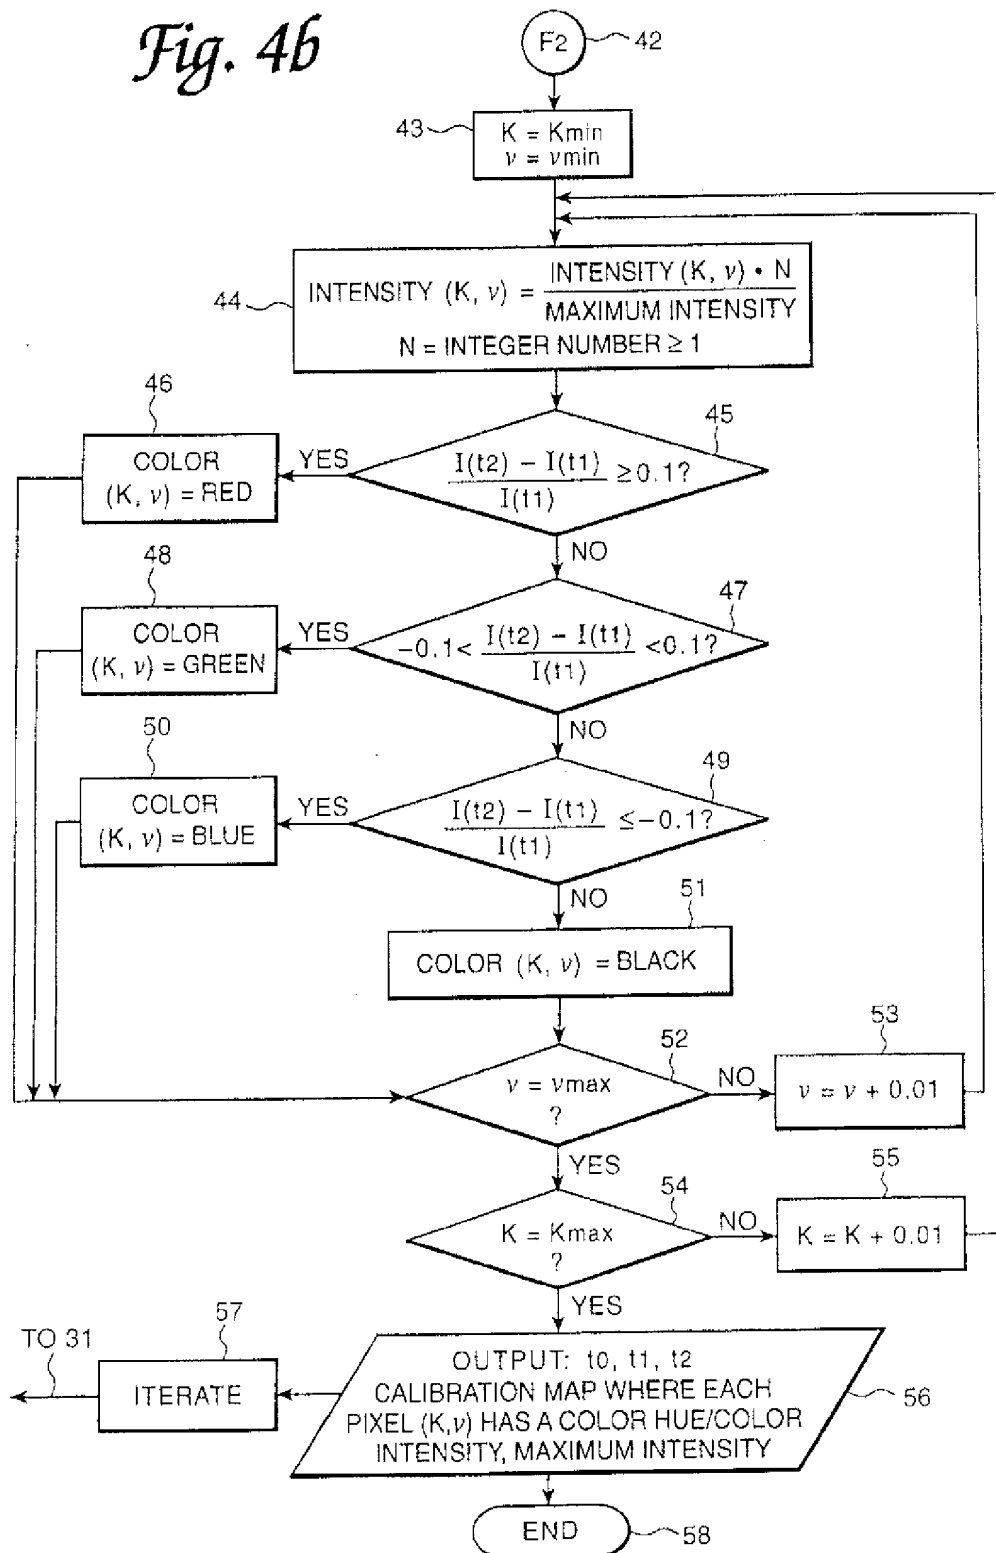 Fig. 4b
F2
42
43
K = Kmin
ν = νmin
44
INTENSITY (K, ν) = INTENSITY (K, ν) • N
MAXIMUM INTENSITY
N = INTEGER NUMBER ≥ 1
46
COLOR
(K, ν) = RED
YES
45
I(t2) – I(t1)
I(t1)
≥ 0.1?
NO
48
COLOR
(K, ν) = GREEN
YES
47
-0.1< I(t2) – I(t1) <0.1?
I(t1)
NO
50
COLOR
(K, ν) = BLUE
YES
49
I(t2) – I(t1)
I(t1)
≤-0.1?
NO
51
COLOR (K, ν) = BLACK
52
ν = νmax
?
NO
53
ν = ν + 0.01
YES
54
K = Kmax
?
NO
55
K = K + 0.01
YES
TO 31
57
ITERATE
OUTPUT: t0, t1, t2
CALIBRATION MAP WHERE EACH
PIXEL (K,ν) HAS A COLOR HUE/COLOR
INTENSITY, MAXIMUM INTENSITY
56
END
58